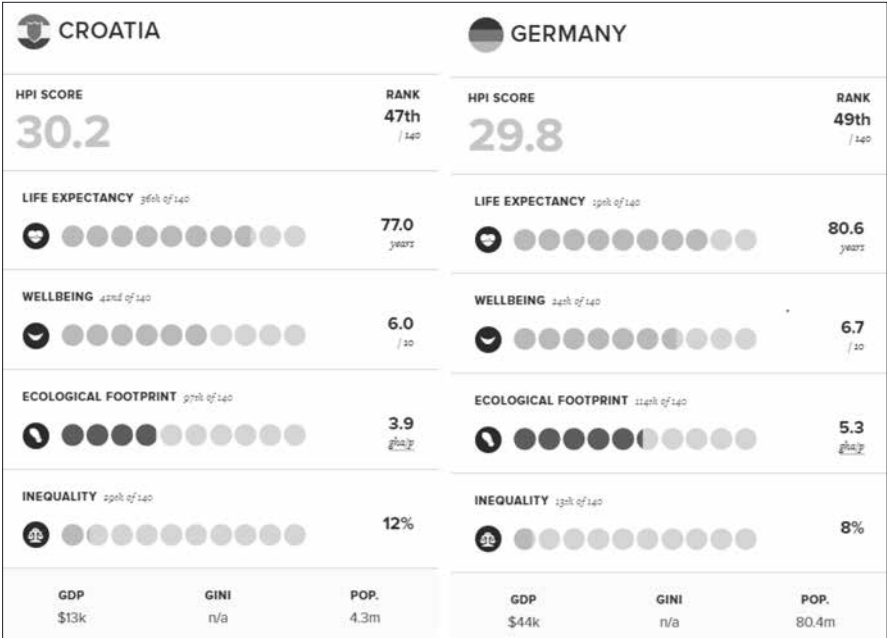 CROATIA
HPI SCORE
RANK
30.2
47th
/ 140
LIFE EXPECTANCY 36th of 140
77.0
years
WELLBEING 42nd of 140
6.0
/ 10
ECOLOGICAL FOOTPRINT 97th of 140
3.9
gha/p
INEQUALITY 29th of 140
12%
GDP GINI POP.
$13k n/a 4.3m
GERMANY
HPI SCORE
RANK
29.8
49th
/ 140
LIFE EXPECTANCY 19th of 140
80.6
years
WELLBEING 24th of 140
6.7
/ 10
ECOLOGICAL FOOTPRINT 114th of 140
5.3
gha/p
INEQUALITY 13th of 140
8%
GDP GINI POP.
$44k n/a 80.4m